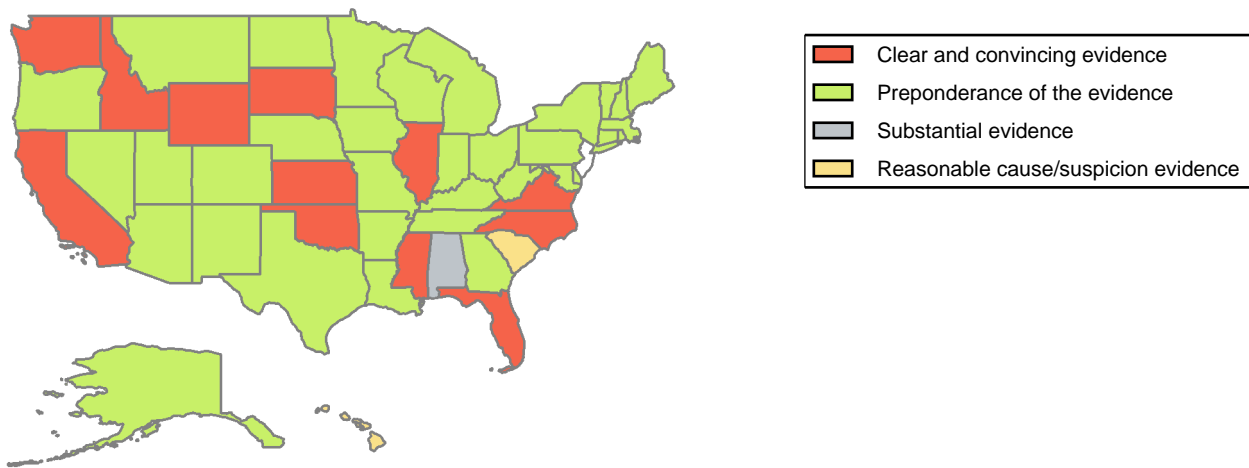 Clear and convincing evidence
Preponderance of the evidence
Substantial evidence
Reasonable cause/suspicion evidence